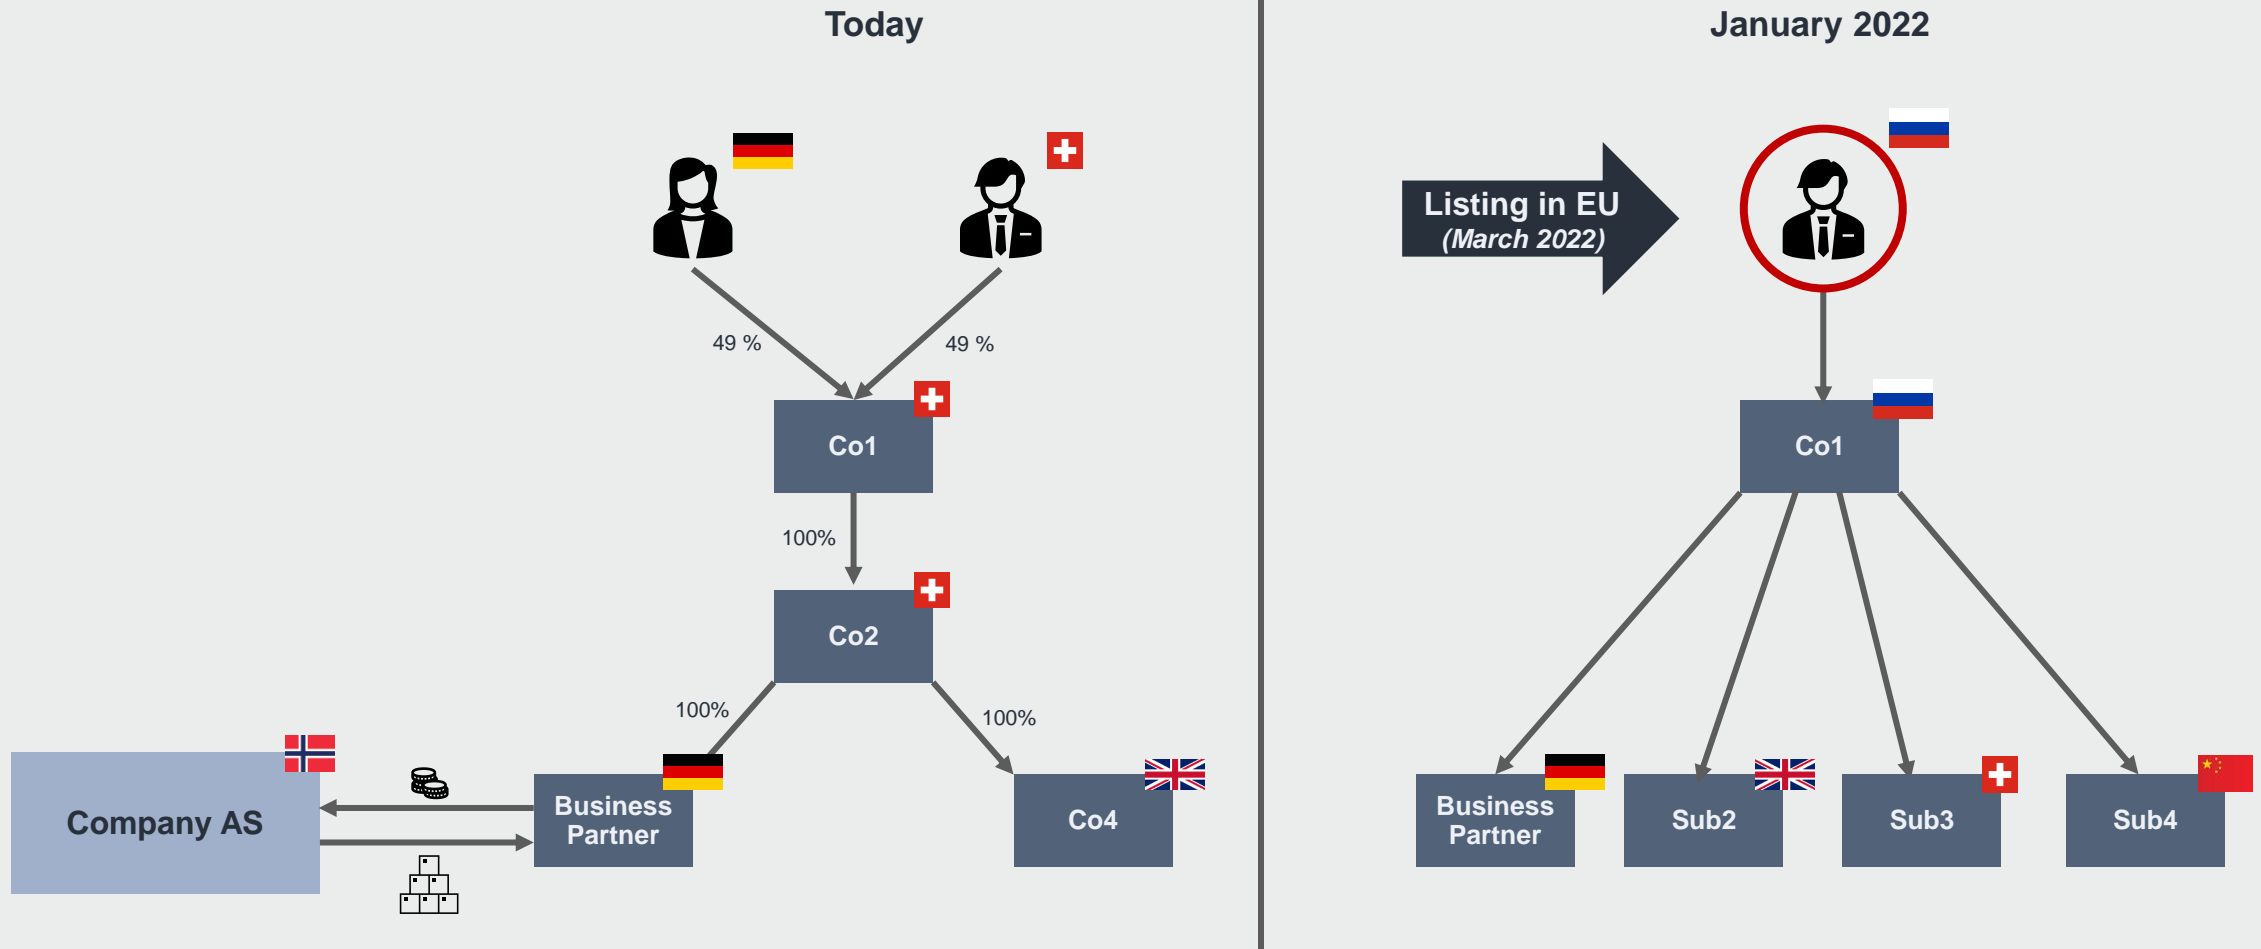 Today
49 %
49 %
Co1
100%
Co2
100%
100%
Company AS
Business
Partner
Co4
January 2022
Listing in EU
(March 2022)
Co1
Business
Partner
Sub2
Sub3
Sub4